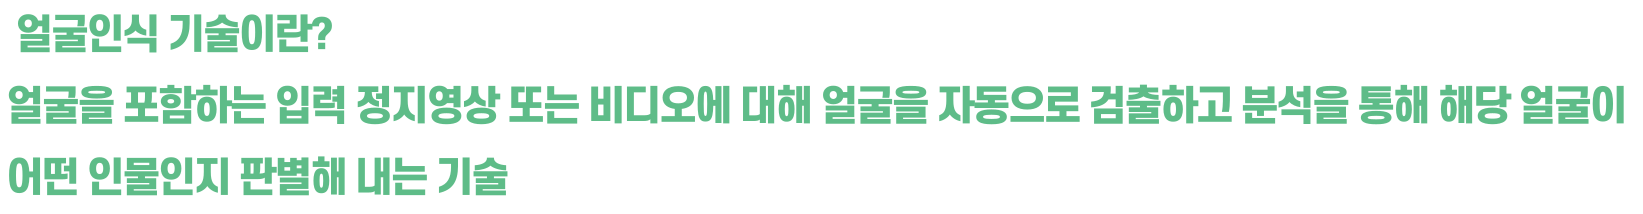 얼굴인식 기술이란?
얼굴을 포함하는 입력 정지영상 또는 비디오에 대해 얼굴을 자동으로 검출하고 분석을 통해 해당 얼굴이
어떤 인물인지 판별해 내는 기술